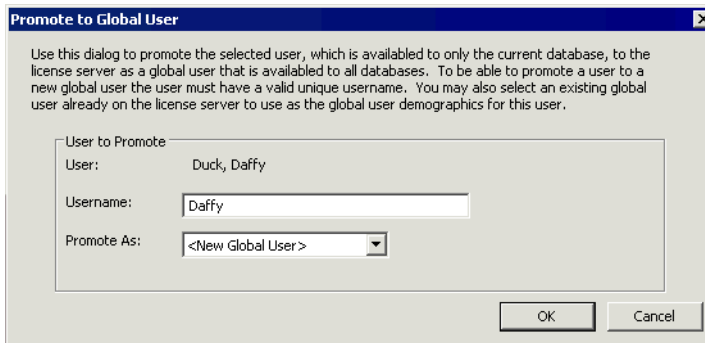 Promote to Global User
Use this dialog to promote the selected user, which is availabled to only the current database, to the
license server as a global user that is availabled to all databases.  To be able to promote a user to a
new global user the user must have a valid unique username.  You may also select an existing global
user already on the license server to use as the global user demographics for this user.
User to Promote
User: Duck, Daffy
Username: Daffy
Promote As: <New Global User>
OK Cancel